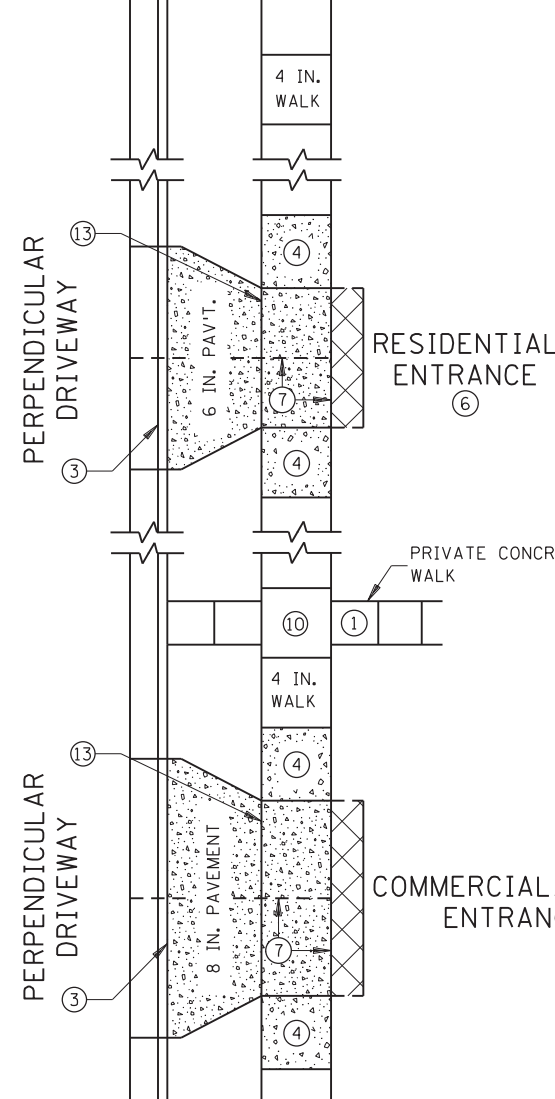 4 IN.
WALK
13
4
PERPENDICULAR
DRIVEWAY
6 IN. PAV'T.
RESIDENTIAL
ENTRANCE
6
7
3
4
PRIVATE CONCR
WALK
10
1
4 IN.
WALK
13
4
PERPENDICULAR
DRIVEWAY
8 IN. PAVEMENT
COMMERCIAL
ENTRAN
7
3
4